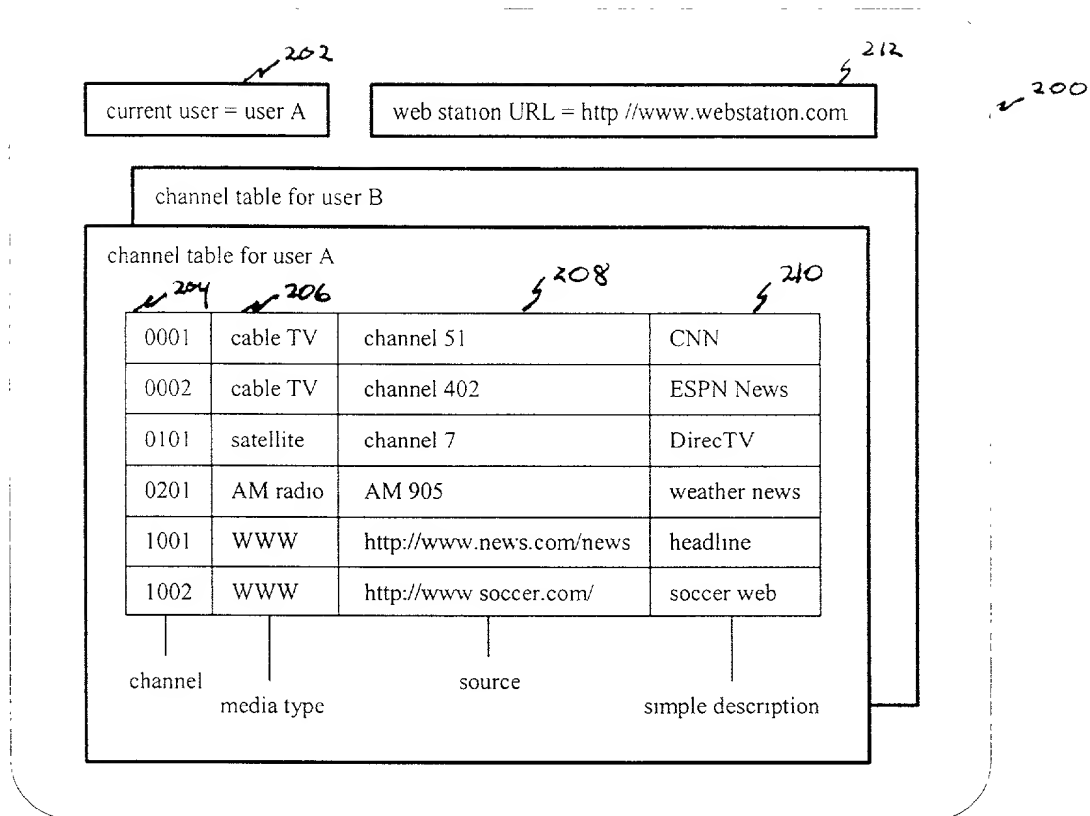 202
212
200
current user = user A
web station URL = http //www.webstation.com
channel table for user B
channel table for user A
204 206 208 210
0001 cable TV channel 51 CNN
0002 cable TV channel 402 ESPN News
0101 satellite channel 7 DirecTV
0201 AM radio AM 905 weather news
1001 WWW http://www.news.com/news headline
1002 WWW http://www soccer.com/ soccer web
channel source
media type simple description